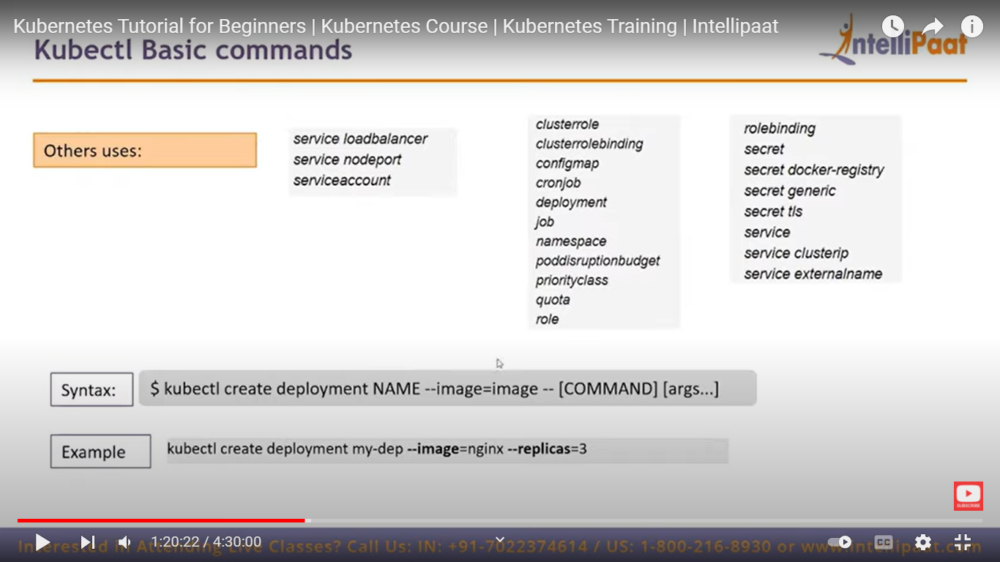 Kubernetes Tutorial for Beginners | Kubernetes Course | Kubernetes Training | Intellipaat
Kubectl Basic commands
IntelliPaat
Others uses:
service loadbalancer
service nodeport
serviceaccount
clusterrole
clusterrolebinding
configmap
cronjob
deployment
job
namespace
poddisruptionbudget
priorityclass
quota
role
rolebinding
secret
secret docker-registry
secret generic
secret tls
service
service clusterip
service externalname
Syntax:
$ kubectl create deployment NAME --image=image -- [COMMAND] [args...]
Example
kubectl create deployment my-dep --image=nginx --replicas=3
SUBSCRIBE
1:20:22 / 4:30:00
CC
Interested in Attending Live Classes? Call Us: IN: +91-7022374614 / US: 1-800-216-8930 or www.intellipaat.com